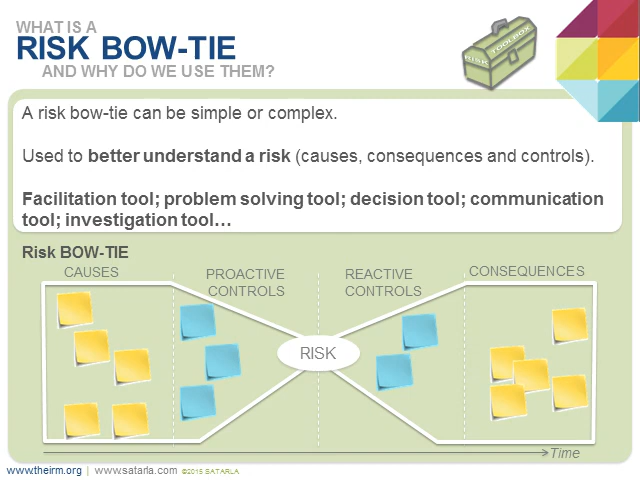 WHAT IS A
RISK BOW-TIE
AND WHY DO WE USE THEM?
RISK TOOLBOX
A risk bow-tie can be simple or complex.
Used to better understand a risk (causes, consequences and controls).
Facilitation tool; problem solving tool; decision tool; communication
tool; investigation tool…
Risk BOW-TIE
CAUSES
PROACTIVE
CONTROLS
REACTIVE
CONTROLS
CONSEQUENCES
RISK
Time
www.theirm.org | www.satarla.com ©2015 SATARLA